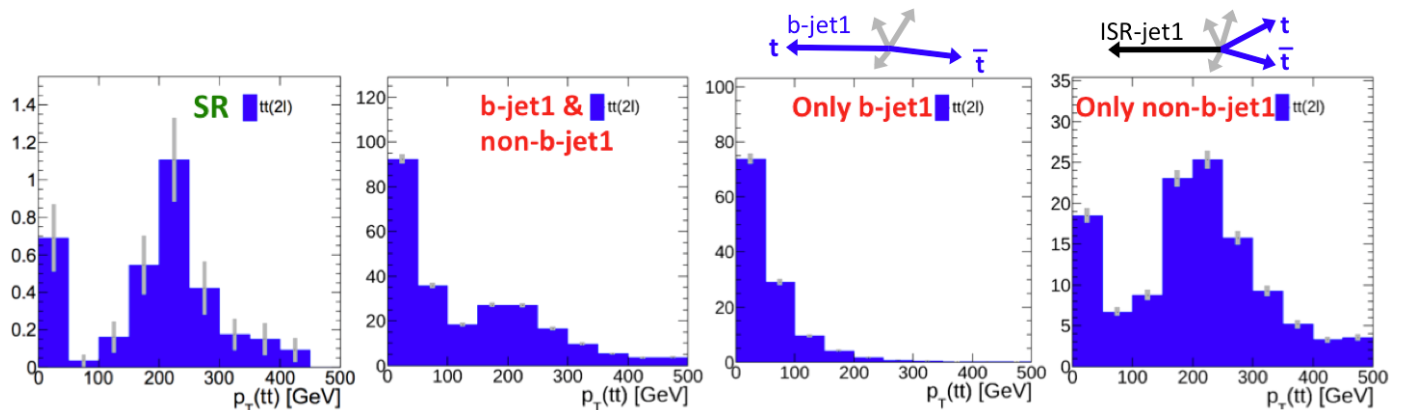 SR
tt(2l)
1.4
1.2
1
0.8
0.6
0.4
0.2
0
0 100 200 300 400 500
p_T(tt) [GeV]
b-jet1 &
non-b-jet1
tt(2l)
120
100
80
60
40
20
0
0 100 200 300 400 500
p_T(tt) [GeV]
b-jet1
t
t̅
Only b-jet1
tt(2l)
100
80
60
40
20
0
0 100 200 300 400 500
p_T(tt) [GeV]
ISR-jet1
t
t̅
Only non-b-jet1
tt(2l)
35
30
25
20
15
10
5
0
0 100 200 300 400 500
p_T(tt) [GeV]